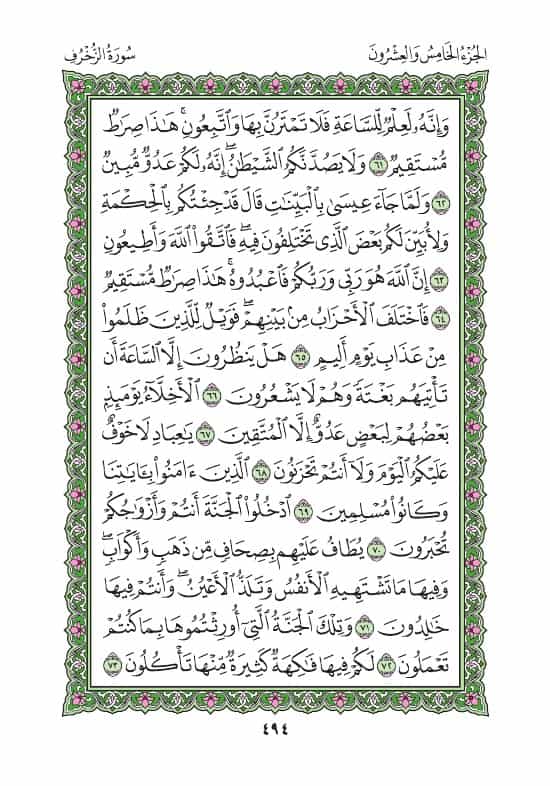 الجُزْءُ الخَامِسُ وَالعِشْرُونَ
سُورَةُ الزُّخْرُفِ
وَإِنَّهُۥ لَعِلْمٌ لِّلسَّاعَةِ فَلَا تَمْتَرُنَّ بِهَا وَٱتَّبِعُونِۚ هَٰذَا صِرَٰطٌ
مُّسْتَقِيمٌ ٦١ وَلَا يَصُدَّنَّكُمُ ٱلشَّيْطَٰنُۖ إِنَّهُۥ لَكُمْ عَدُوٌّ مُّبِينٌ
٦٢ وَلَمَّا جَآءَ عِيسَىٰ بِٱلْبَيِّنَٰتِ قَالَ قَدْ جِئْتُكُم بِٱلْحِكْمَةِ
وَلِأُبَيِّنَ لَكُم بَعْضَ ٱلَّذِى تَخْتَلِفُونَ فِيهِۖ فَٱتَّقُوا۟ ٱللَّهَ وَأَطِيعُونِ
٦٣ إِنَّ ٱللَّهَ هُوَ رَبِّى وَرَبُّكُمْ فَٱعْبُدُوهُۚ هَٰذَا صِرَٰطٌ مُّسْتَقِيمٌ
٦٤ فَٱخْتَلَفَ ٱلْأَحْزَابُ مِنۢ بَيْنِهِمْۖ فَوَيْلٌ لِّلَّذِينَ ظَلَمُوا۟
مِنْ عَذَابِ يَوْمٍ أَلِيمٍ ٦٥ هَلْ يَنظُرُونَ إِلَّا ٱلسَّاعَةَ أَن
تَأْتِيَهُم بَغْتَةً وَهُمْ لَا يَشْعُرُونَ ٦٦ ٱلْأَخِلَّآءُ يَوْمَئِذٍۭ
بَعْضُهُمْ لِبَعْضٍ عَدُوٌّ إِلَّا ٱلْمُتَّقِينَ ٦٧ يَٰعِبَادِ لَا خَوْفٌ
عَلَيْكُمُ ٱلْيَوْمَ وَلَآ أَنتُمْ تَحْزَنُونَ ٦٨ ٱلَّذِينَ ءَامَنُوا۟ بِـَٔايَٰتِنَا
وَكَانُوا۟ مُسْلِمِينَ ٦٩ ٱدْخُلُوا۟ ٱلْجَنَّةَ أَنتُمْ وَأَزْوَٰجُكُمْ
تُحْبَرُونَ ٧٠ يُطَافُ عَلَيْهِم بِصِحَافٍ مِّن ذَهَبٍ وَأَكْوَابٍۖ
وَفِيهَا مَا تَشْتَهِيهِ ٱلْأَنفُسُ وَتَلَذُّ ٱلْأَعْيُنُۖ وَأَنتُمْ فِيهَا
خَٰلِدُونَ ٧١ وَتِلْكَ ٱلْجَنَّةُ ٱلَّتِىٓ أُورِثْتُمُوهَا بِمَا كُنتُمْ
تَعْمَلُونَ ٧٢ لَكُمْ فِيهَا فَٰكِهَةٌ كَثِيرَةٌ مِّنْهَا تَأْكُلُونَ ٧٣
٤٩٤